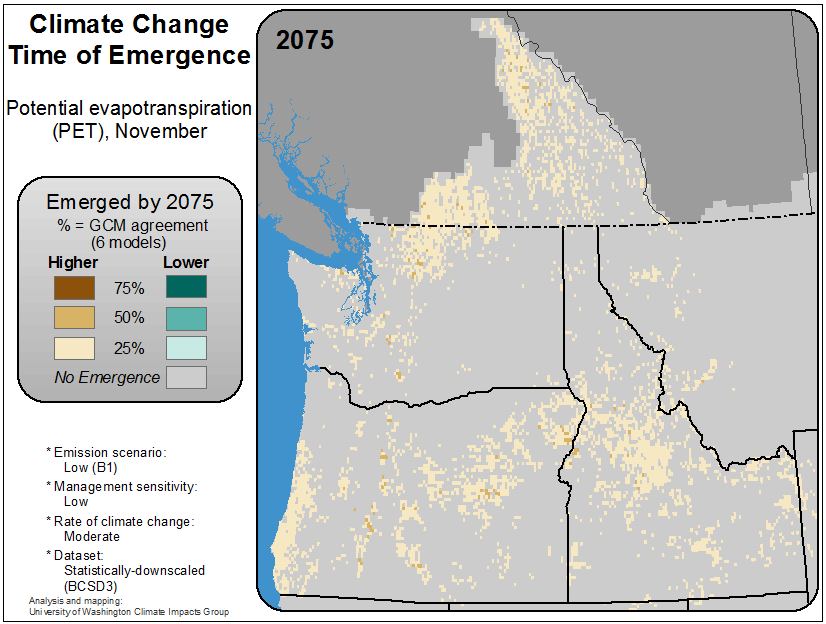 Climate Change
Time of Emergence
Potential evapotranspiration
(PET), November
Emerged by 2075
% = GCM agreement
(6 models)
Higher Lower
75%
50%
25%
No Emergence
* Emission scenario:
Low (B1)
* Management sensitivity:
Low
* Rate of climate change:
Moderate
* Dataset:
Statistically-downscaled
(BCSD3)
Analysis and mapping:
University of Washington Climate Impacts Group
2075